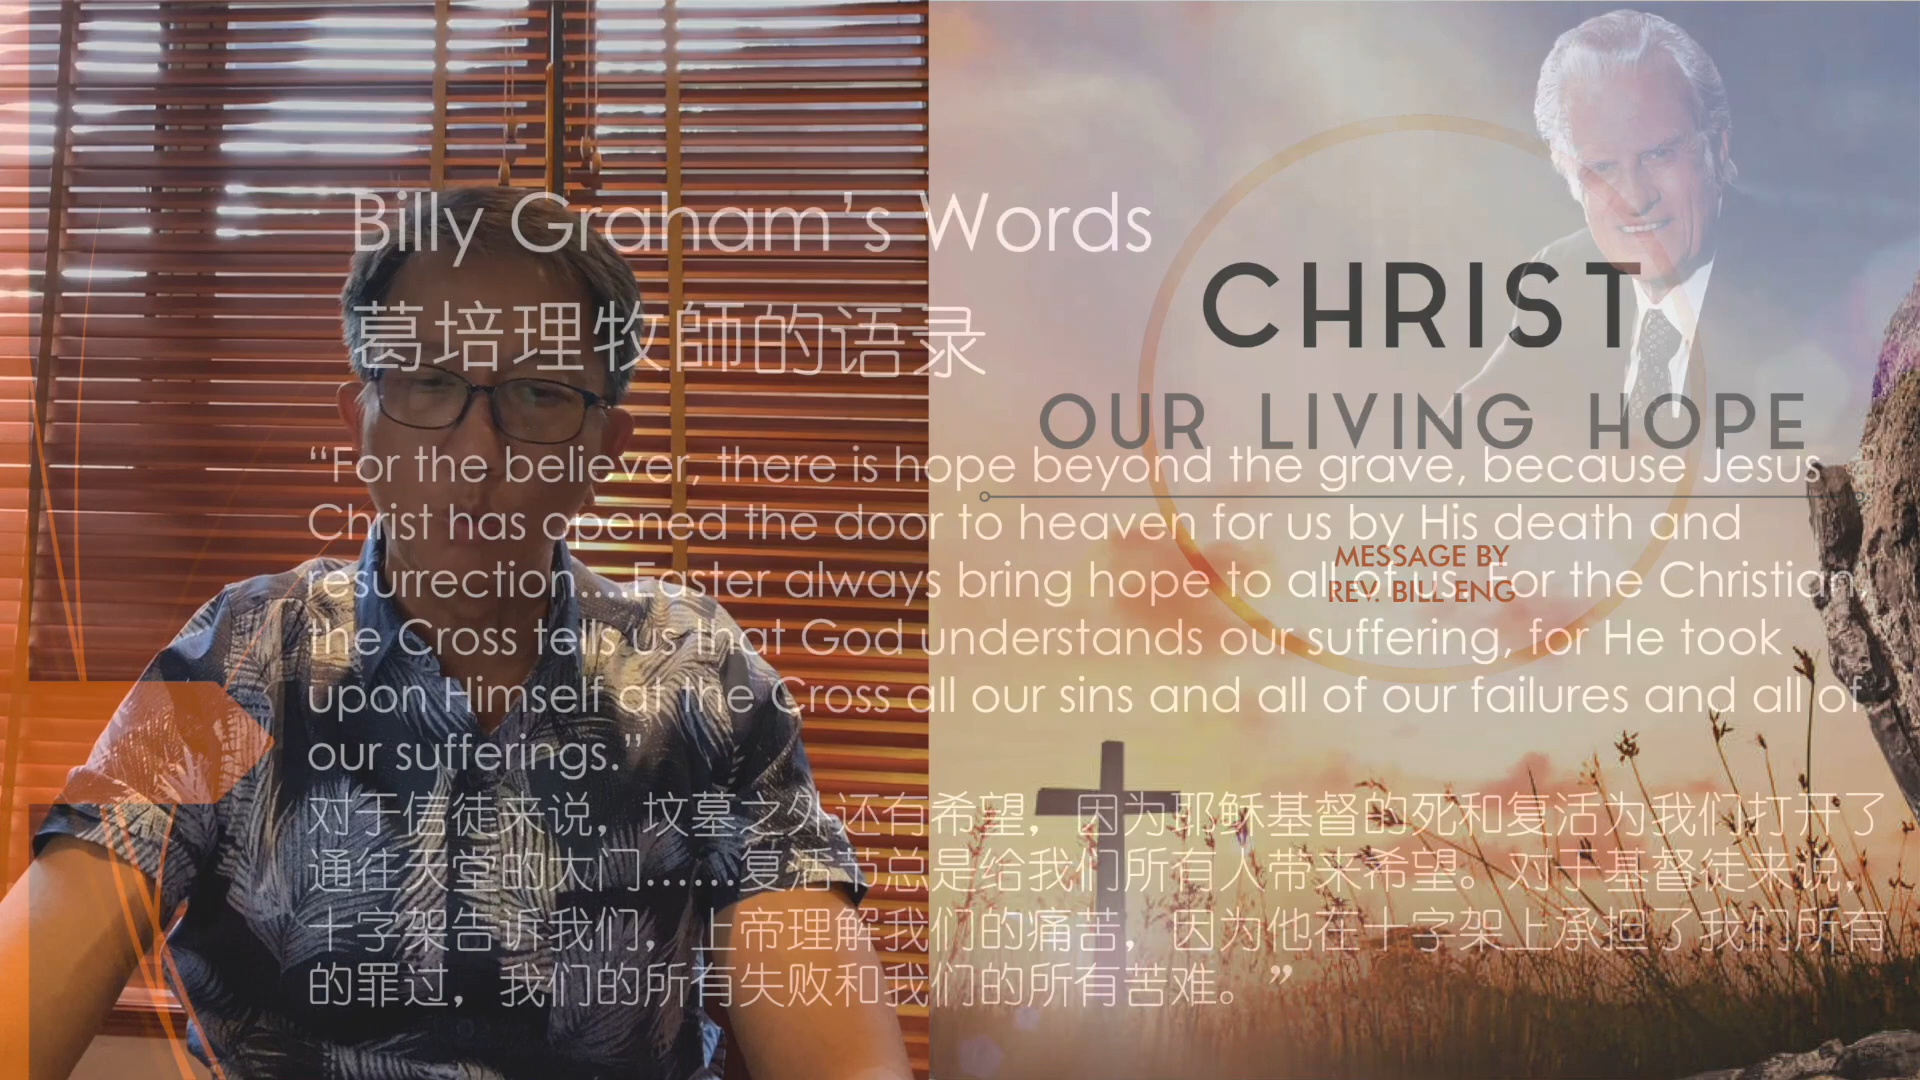 Billy Graham's Words
葛培理牧師的语录
CHRIST
OUR LIVING HOPE
MESSAGE BY
REV. BILL ENG
“For the believer, there is hope beyond the grave, because Jesus
Christ has opened the door to heaven for us by His death and
resurrection....Easter always bring hope to all of us. For the Christian,
the Cross tells us that God understands our suffering, for He took
upon Himself at the Cross all our sins and all of our failures and all of
our sufferings.”
对于信徒来说，坟墓之外还有希望，因为耶稣基督的死和复活为我们打开了
通往天堂的大门……复活节总是给我们所有人带来希望。对于基督徒来说，
十字架告诉我们，上帝理解我们的痛苦，因为他在十字架上承担了我们所有
的罪过，我们的所有失败和我们的所有苦难。”